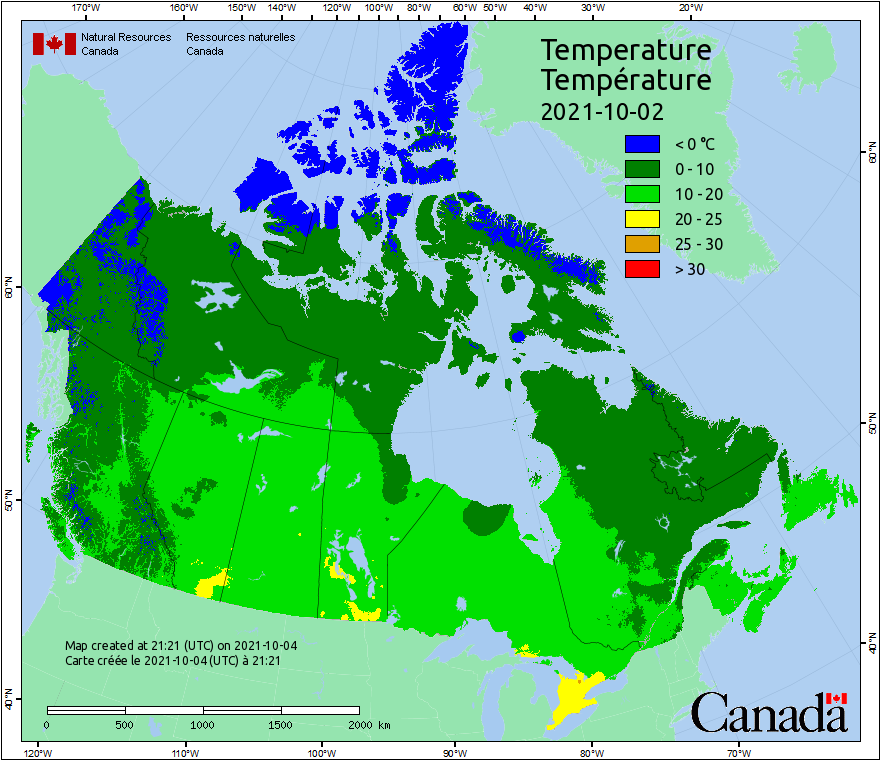 170°W 160°W 150°W 140°W 130°W 120°W 110°W 100°W 90°W 80°W 70°W 60°W 50°W 40°W 30°W 20°W
Natural Resources Canada
Ressources naturelles Canada
Temperature
Température
2021-10-02
< 0 °C
0 - 10
10 - 20
20 - 25
25 - 30
> 30
60°N
60°N
50°N
50°N
40°N
40°N
Map created at 21:21 (UTC) on 2021-10-04
Carte créée le 2021-10-04 (UTC) à 21:21
0 500 1000 1500 2000 km
Canada
120°W 110°W 100°W 90°W 80°W 70°W